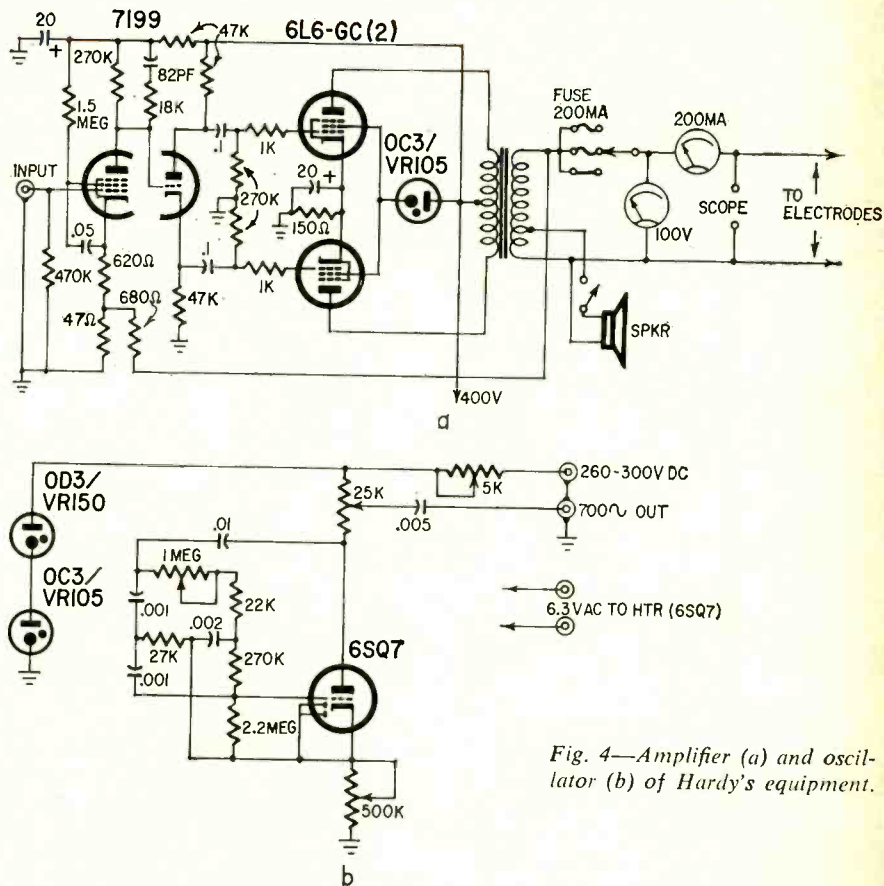 20
+
7199
47K
6L6-GC(2)
270K
82PF
18K
1.5
MEG
INPUT
.1
1K
0C3/
VR105
FUSE
200MA
200MA
20
+
270K
150Ω
100V
SCOPE
TO
ELECTRODES
.05
620Ω
470K
680Ω
47Ω
.1
1K
47K
SPKR
400V
a
0D3/
VR150
5K
260-300V DC
25K
.005
700~ OUT
.01
1MEG
0C3/
VR105
.001
22K
6.3VAC TO HTR (6SQ7)
.002
27K
270K
6SQ7
.001
2.2MEG
500K
b
Fig. 4—Amplifier (a) and oscil-
lator (b) of Hardy's equipment.